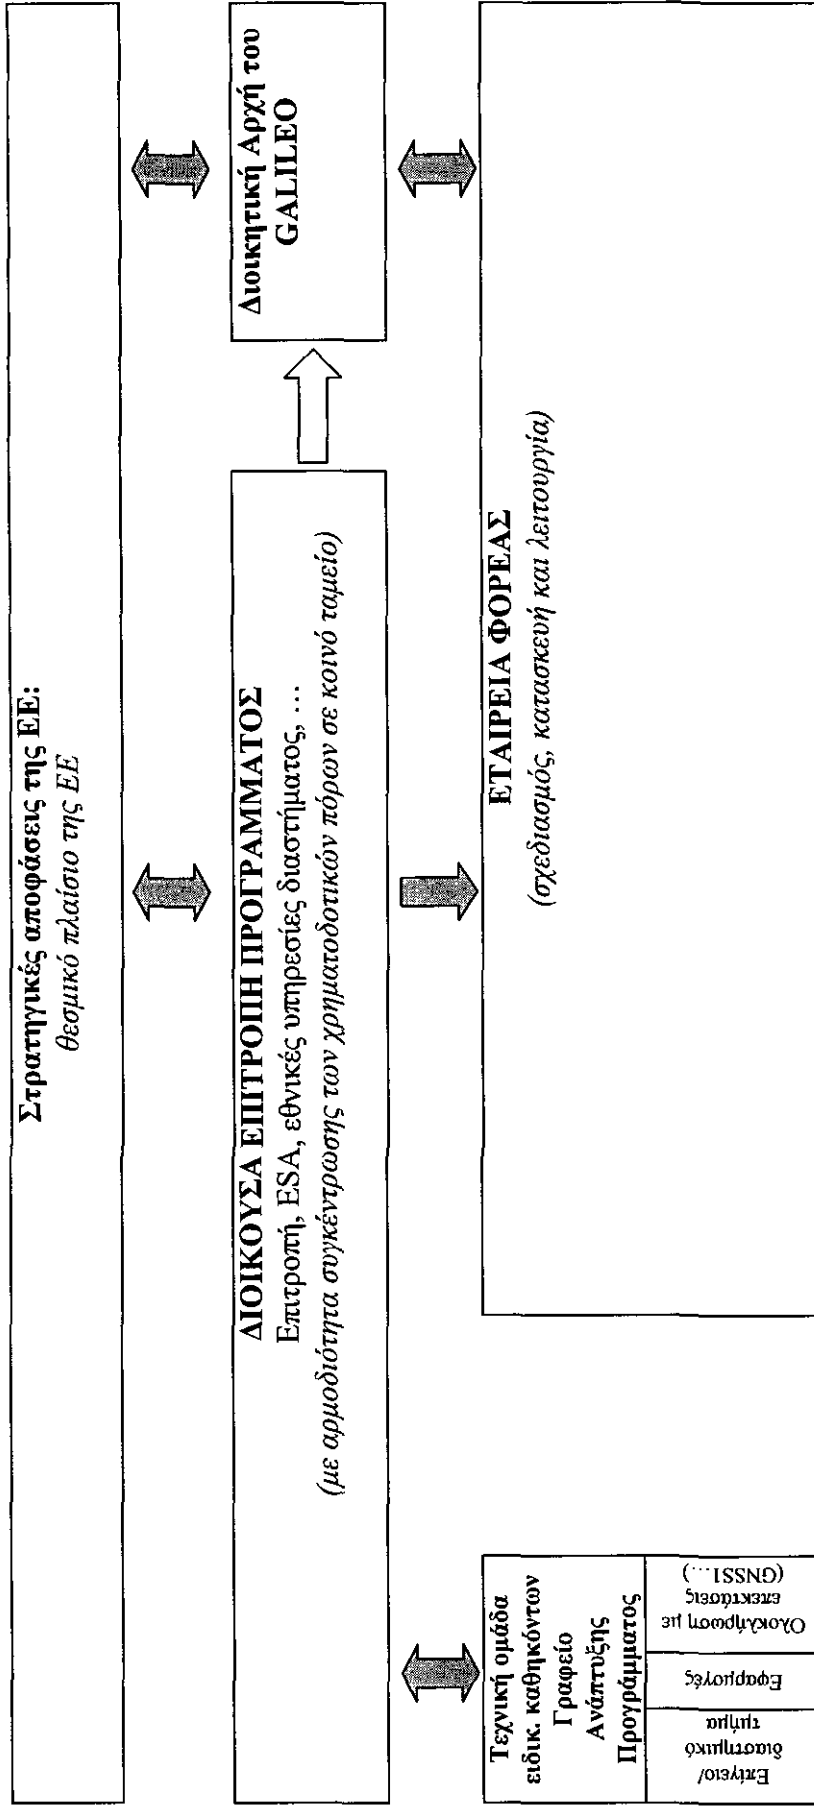 Στρατηγικές αποφάσεις της ΕΕ:
θεσμικό πλαίσιο της ΕΕ
ΔΙΟΙΚΟΥΣΑ ΕΠΙΤΡΟΠΗ ΠΡΟΓΡΑΜΜΑΤΟΣ
Επιτροπή, ESA, εθνικές υπηρεσίες διαστήματος, …
(με αρμοδιότητα συγκέντρωσης των χρηματοδοτικών πόρων σε κοινό ταμείο)
Διοικητική Αρχή του
GALILEO
Τεχνική ομάδα
ειδικ. καθηκόντων
Γραφείο
Ανάπτυξης
Προγράμματος
Επίγειο/
διαστημικό
τμήμα
Εφαρμογές
Ολοκλήρωση με
επεκτάσεις
(GNSS1…)
ΕΤΑΙΡΕΙΑ ΦΟΡΕΑΣ
(σχεδιασμός, κατασκευή και λειτουργία)